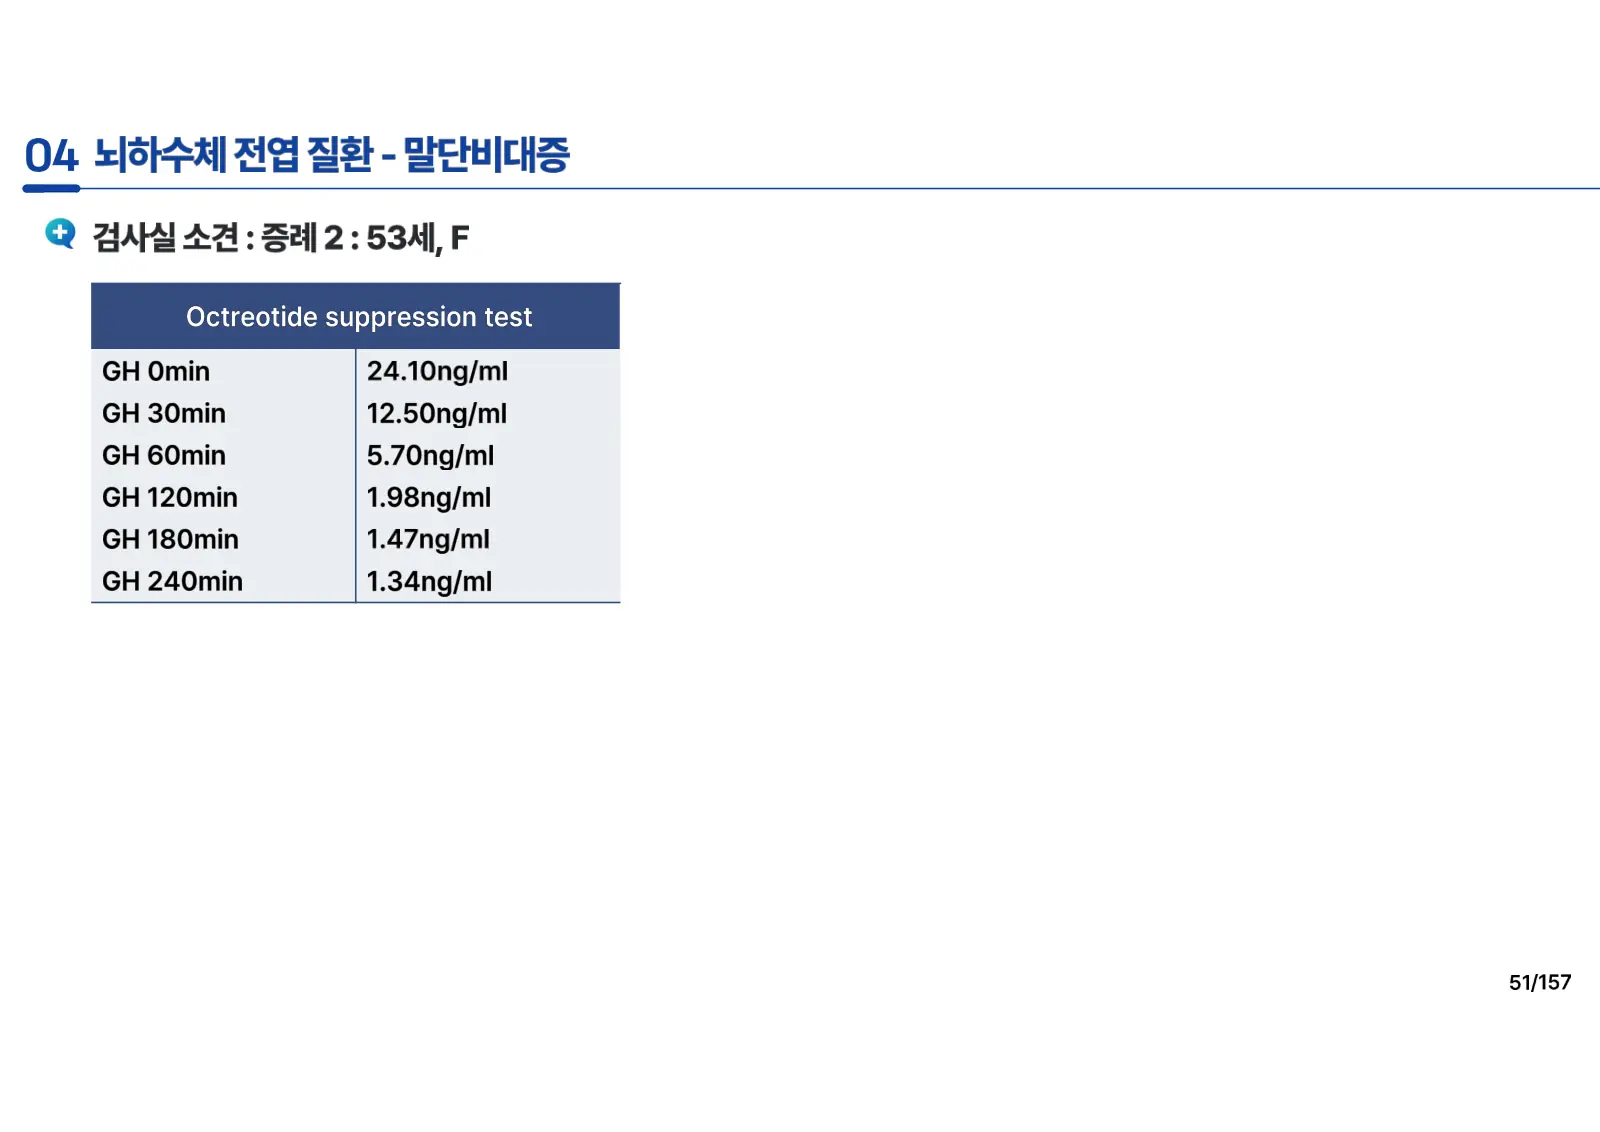 04 뇌하수체 전엽 질환 - 말단비대증
검사실 소견 : 증례 2 : 53세, F
Octreotide suppression test
GH 0min 24.10ng/ml
GH 30min 12.50ng/ml
GH 60min 5.70ng/ml
GH 120min 1.98ng/ml
GH 180min 1.47ng/ml
GH 240min 1.34ng/ml
51/157